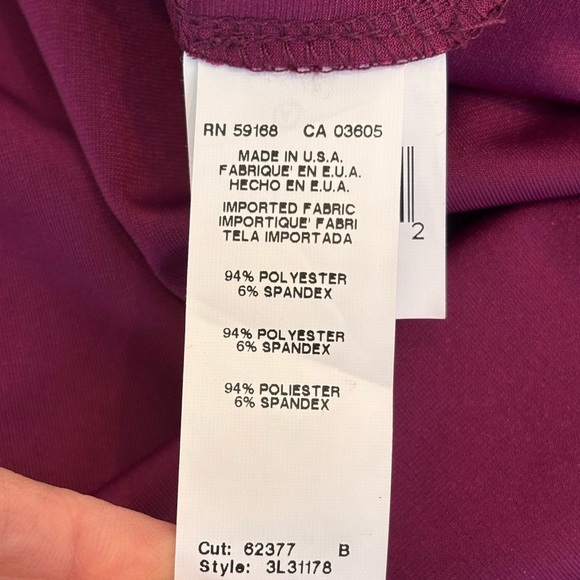 RN 59168 CA 03605
MADE IN U.S.A.
FABRIQUE' EN E.U.A.
HECHO EN E.U.A.
IMPORTED FABRIC
IMPORTIQUE' FABRI
TELA IMPORTADA
94% POLYESTER
6% SPANDEX
94% POLYESTER
6% SPANDEX
94% POLIESTER
6% SPANDEX
Cut: 62377 B
Style: 3L31178
2